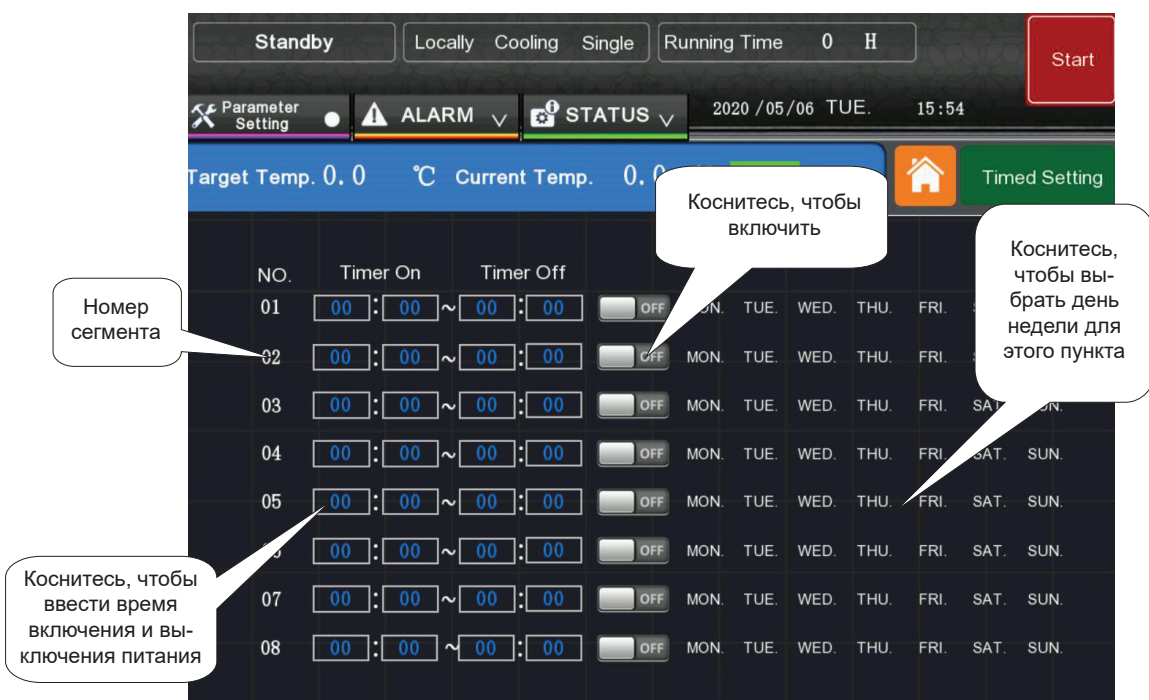 Standby Locally Cooling Single Running Time 0 H Start
Parameter Setting ALARM STATUS 2020 /05/06 TUE. 15:54
Target Temp. 0.0 ℃ Current Temp. 0.0 Timed Setting
Коснитесь, чтобы
включить
Коснитесь,
чтобы вы-
брать день
недели для
этого пункта
Номер
сегмента
NO. Timer On Timer Off
01 00 : 00 ~ 00 : 00 OFF TUE. WED. THU. FRI.
02 00 : 00 ~ 00 : 00 OFF MON. TUE. WED. THU. FRI.
03 00 : 00 ~ 00 : 00 OFF MON. TUE. WED. THU. FRI.
04 00 : 00 ~ 00 : 00 OFF MON. TUE. WED. THU. FRI. SAT. SUN.
05 00 : 00 ~ 00 : 00 OFF MON. TUE. WED. THU. FRI. SAT. SUN.
00 : 00 ~ 00 : 00 OFF MON. TUE. WED. THU. FRI. SAT. SUN.
07 00 : 00 ~ 00 : 00 OFF MON. TUE. WED. THU. FRI. SAT. SUN.
08 00 : 00 ~ 00 : 00 OFF MON. TUE. WED. THU. FRI. SAT. SUN.
Коснитесь, чтобы
ввести время
включения и вы-
ключения питания